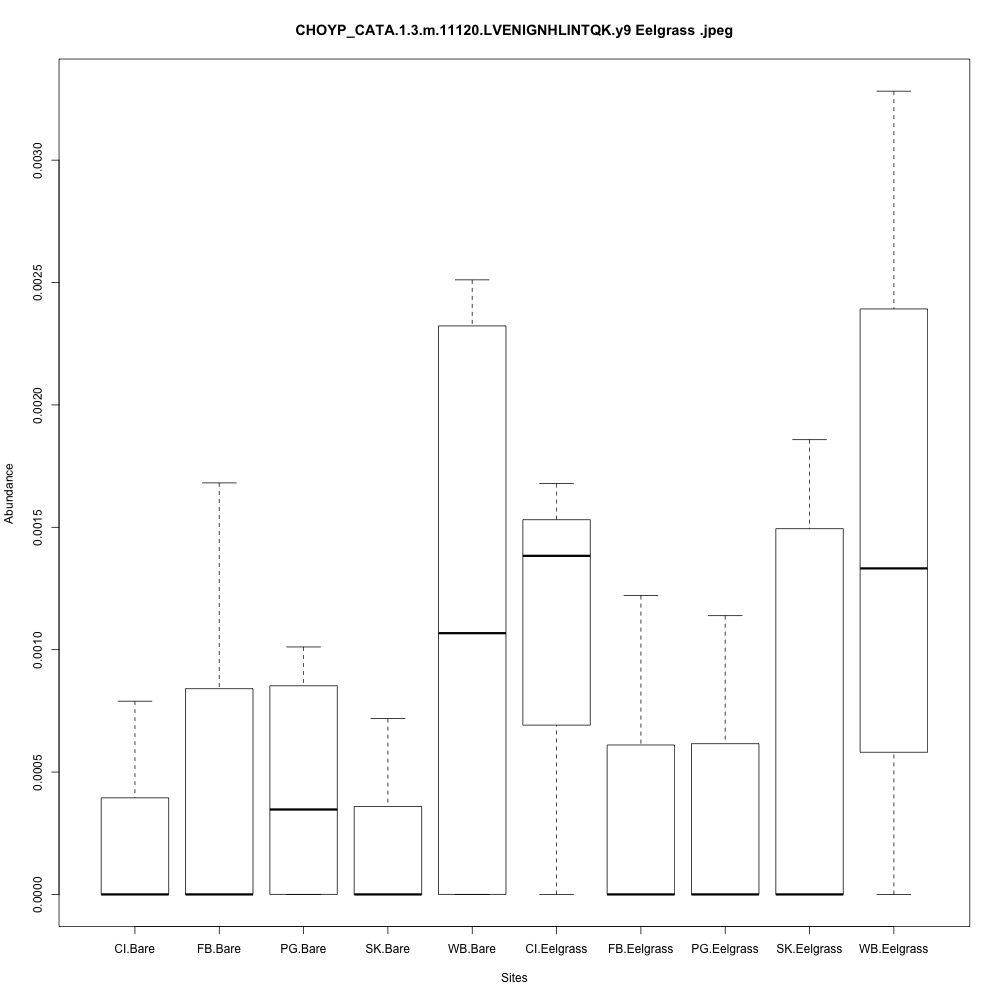 CHOYP_CATA.1.3.m.11120.LVENIGNHLINTQK.y9 Eelgrass .jpeg
Abundance
0.0030
0.0025
0.0020
0.0015
0.0010
0.0005
0.0000
CI.Bare FB.Bare PG.Bare SK.Bare WB.Bare CI.Eelgrass FB.Eelgrass PG.Eelgrass SK.Eelgrass WB.Eelgrass
Sites